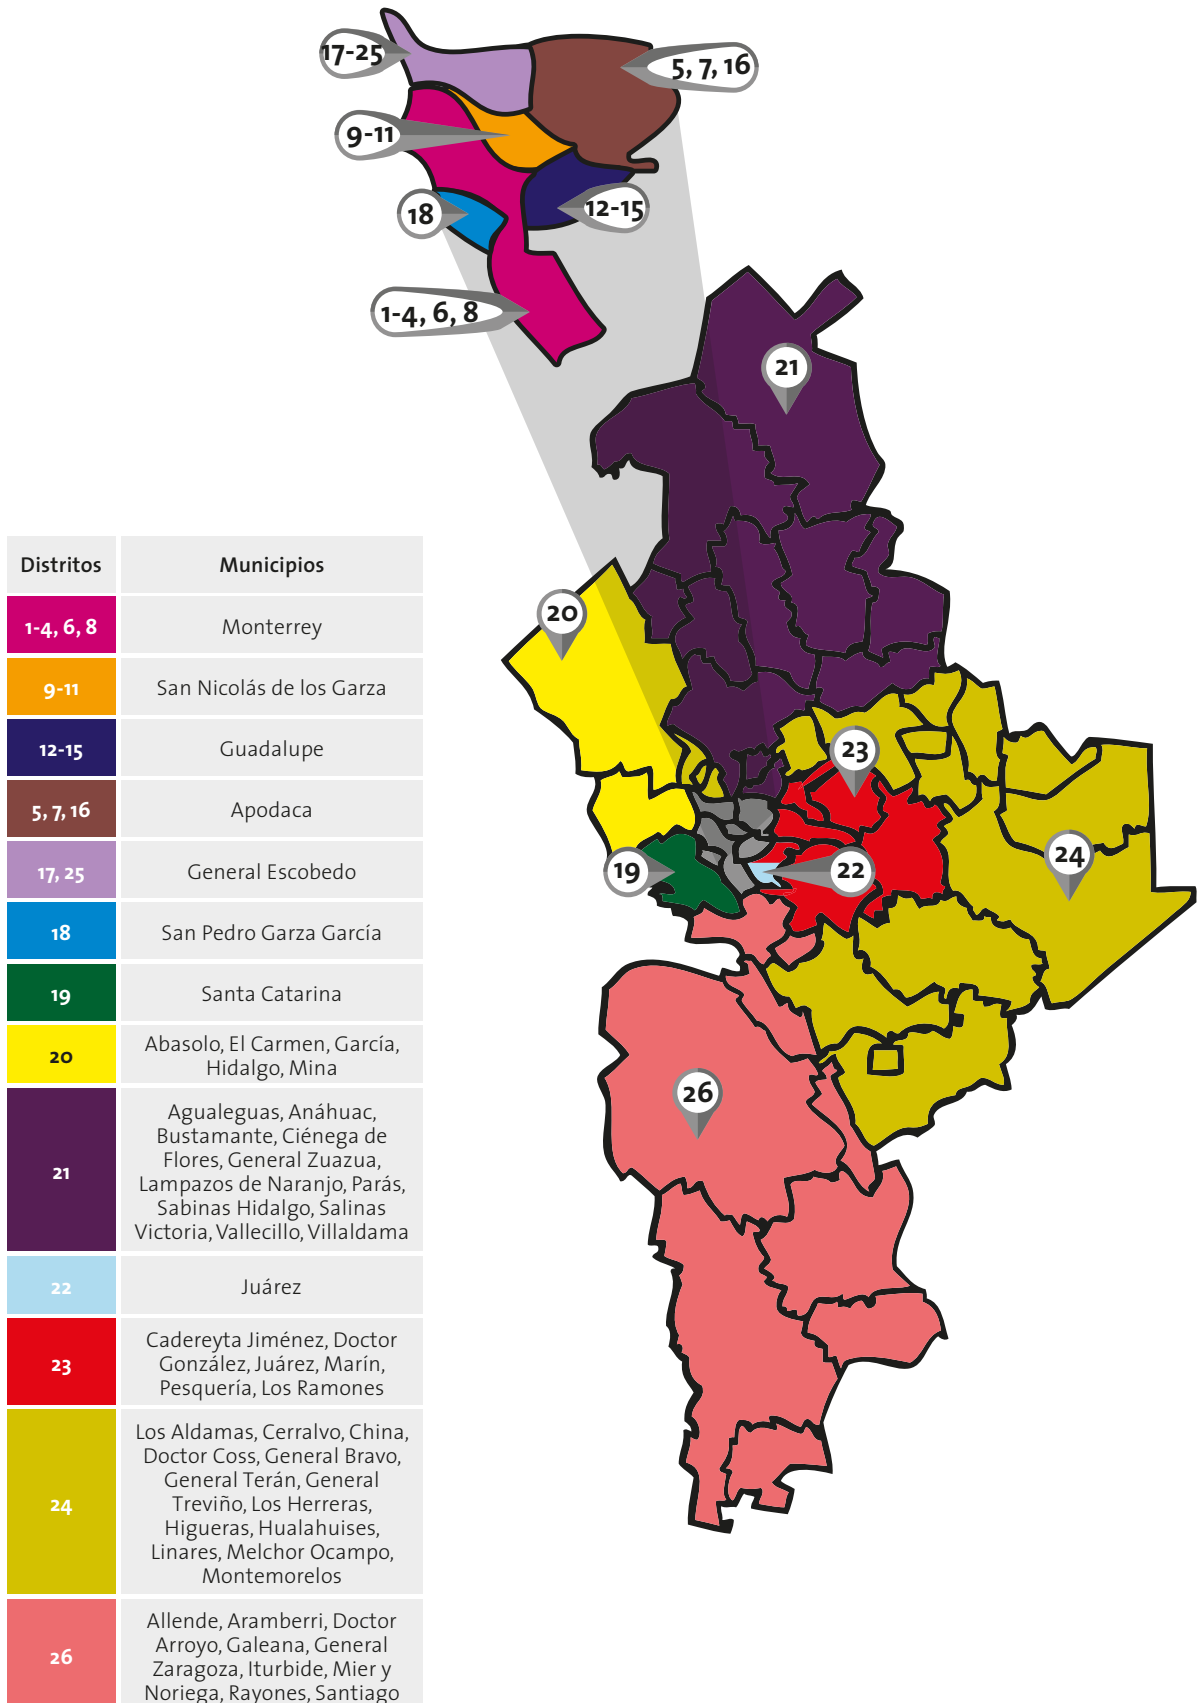 17-25
5, 7, 16
9-11
18
12-15
1-4, 6, 8
21
20
23
24
19
22
26
Distritos
Municipios
1-4, 6, 8
Monterrey
9-11
San Nicolás de los Garza
12-15
Guadalupe
5, 7, 16
Apodaca
17, 25
General Escobedo
18
San Pedro Garza García
19
Santa Catarina
20
Abasolo, El Carmen, García,
Hidalgo, Mina
21
Agualeguas, Anáhuac,
Bustamante, Ciénega de
Flores, General Zuazua,
Lampazos de Naranjo, Parás,
Sabinas Hidalgo, Salinas
Victoria, Vallecillo, Villaldama
22
Juárez
23
Cadereyta Jiménez, Doctor
González, Juárez, Marín,
Pesquería, Los Ramones
24
Los Aldamas, Cerralvo, China,
Doctor Coss, General Bravo,
General Terán, General
Treviño, Los Herreras,
Higueras, Hualahuises,
Linares, Melchor Ocampo,
Montemorelos
26
Allende, Aramberri, Doctor
Arroyo, Galeana, General
Zaragoza, Iturbide, Mier y
Noriega, Rayones, Santiago